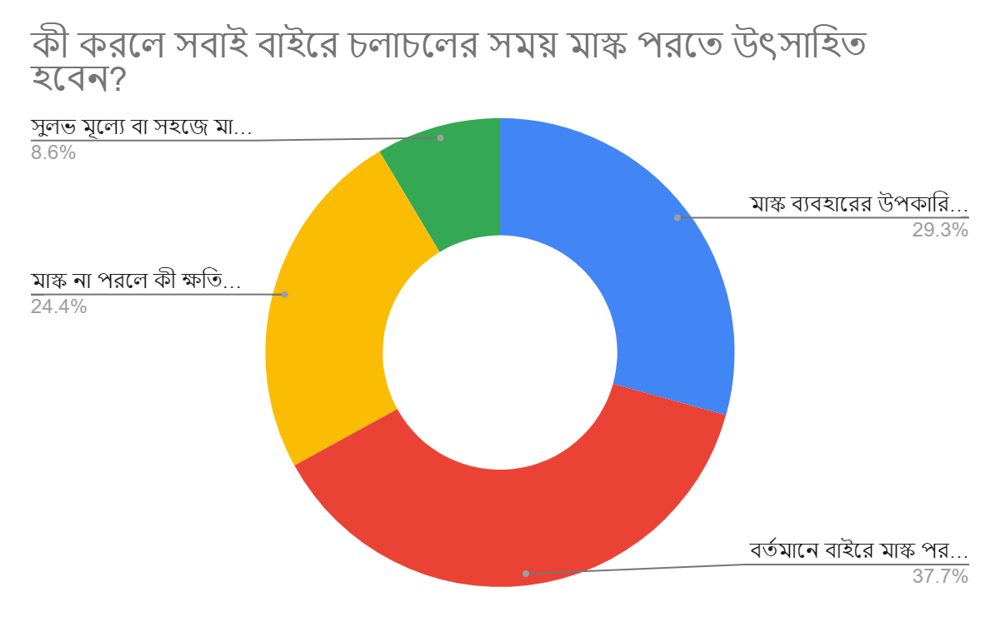 কী করলে সবাই বাইরে চলাচলের সময় মাস্ক পরতে উৎসাহিত
হবেন?
সুলভ মূল্যে বা সহজে মা...
8.6%
মাস্ক ব্যবহারের উপকারি...
29.3%
মাস্ক না পরলে কী ক্ষতি...
24.4%
বর্তমানে বাইরে মাস্ক পর...
37.7%